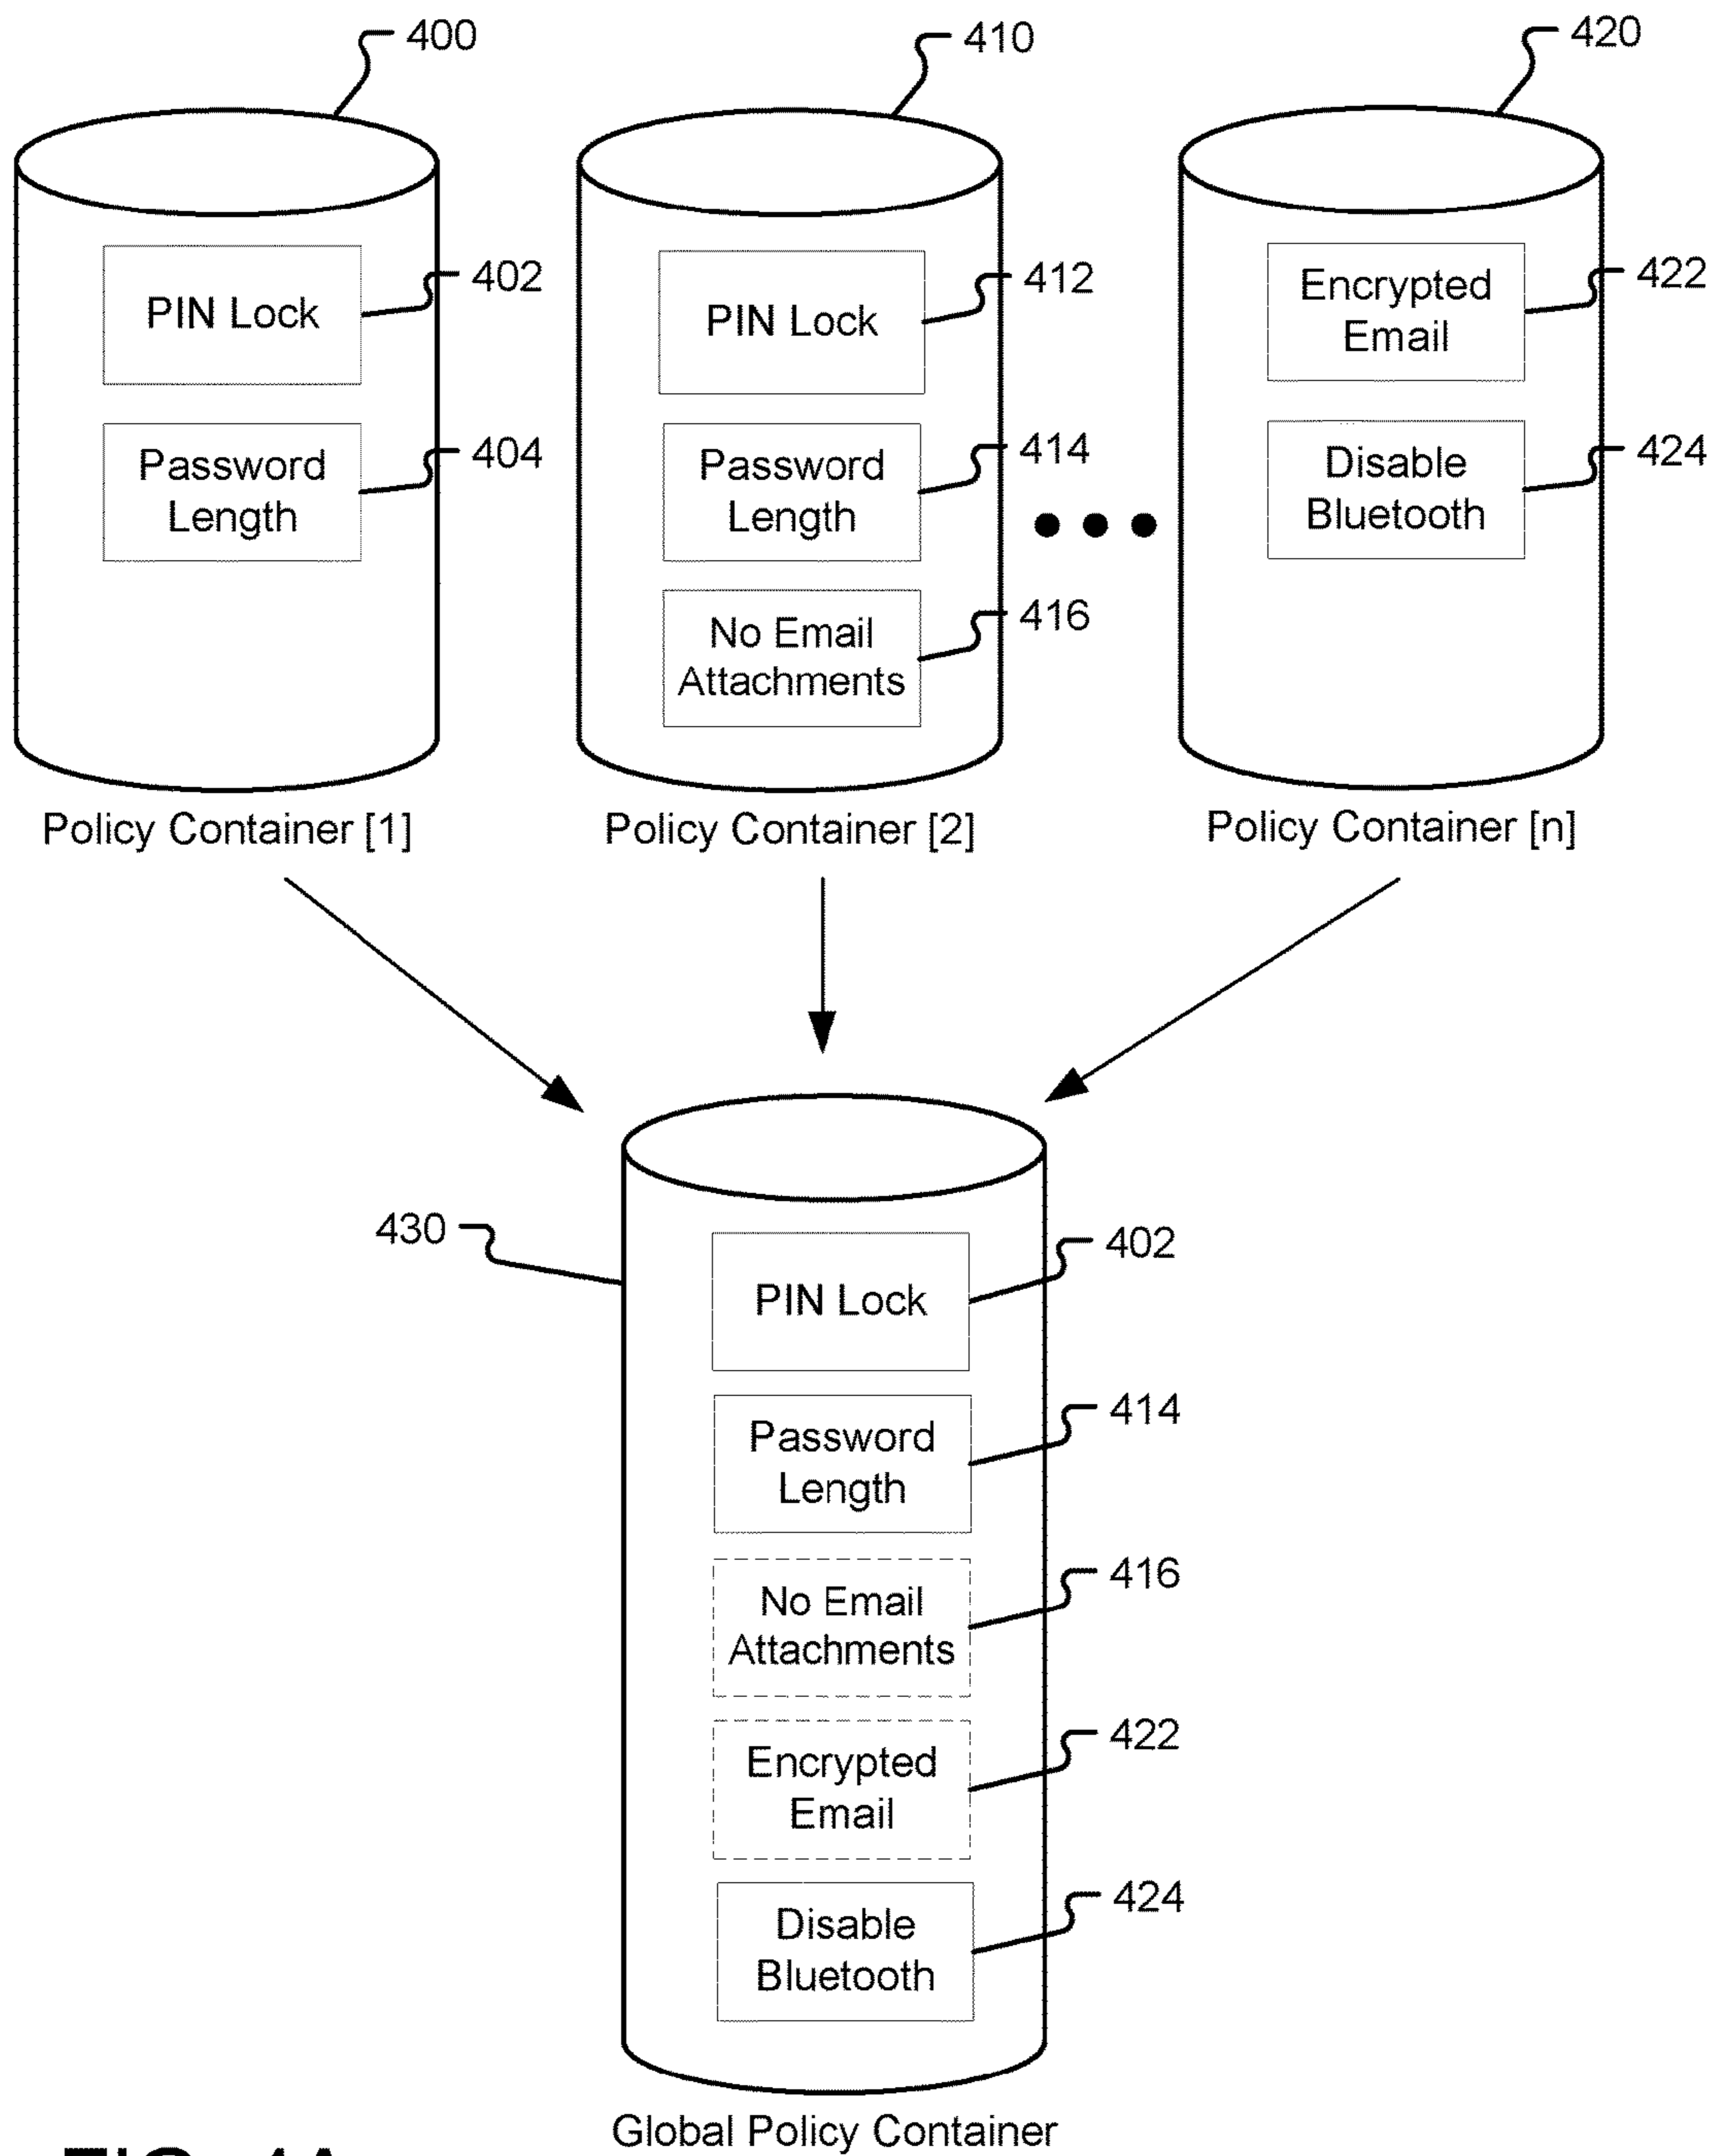 400
410
420
PIN Lock
402
PIN Lock
412
Encrypted
Email
422
Password
Length
404
Password
Length
414
Disable
Bluetooth
424
No Email
Attachments
416
Policy Container [1]
Policy Container [2]
Policy Container [n]
430
PIN Lock
402
Password
Length
414
No Email
Attachments
416
Encrypted
Email
422
Disable
Bluetooth
424
Global Policy Container